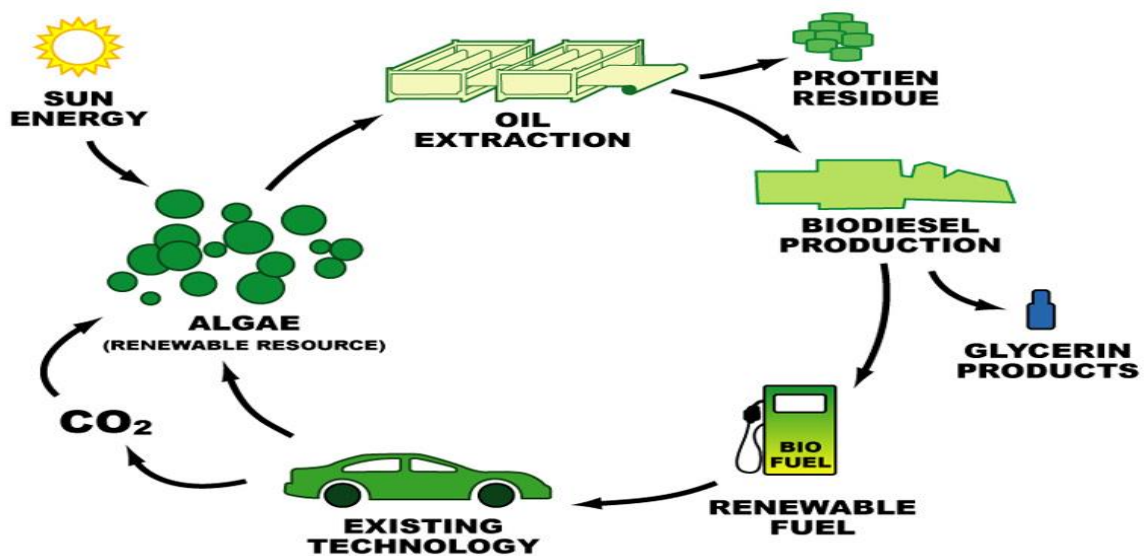 SUN
ENERGY
OIL
EXTRACTION
PROTIEN
RESIDUE
BIODIESEL
PRODUCTION
GLYCERIN
PRODUCTS
BIO
FUEL
RENEWABLE
FUEL
EXISTING
TECHNOLOGY
CO₂
ALGAE
(RENEWABLE RESOURCE)